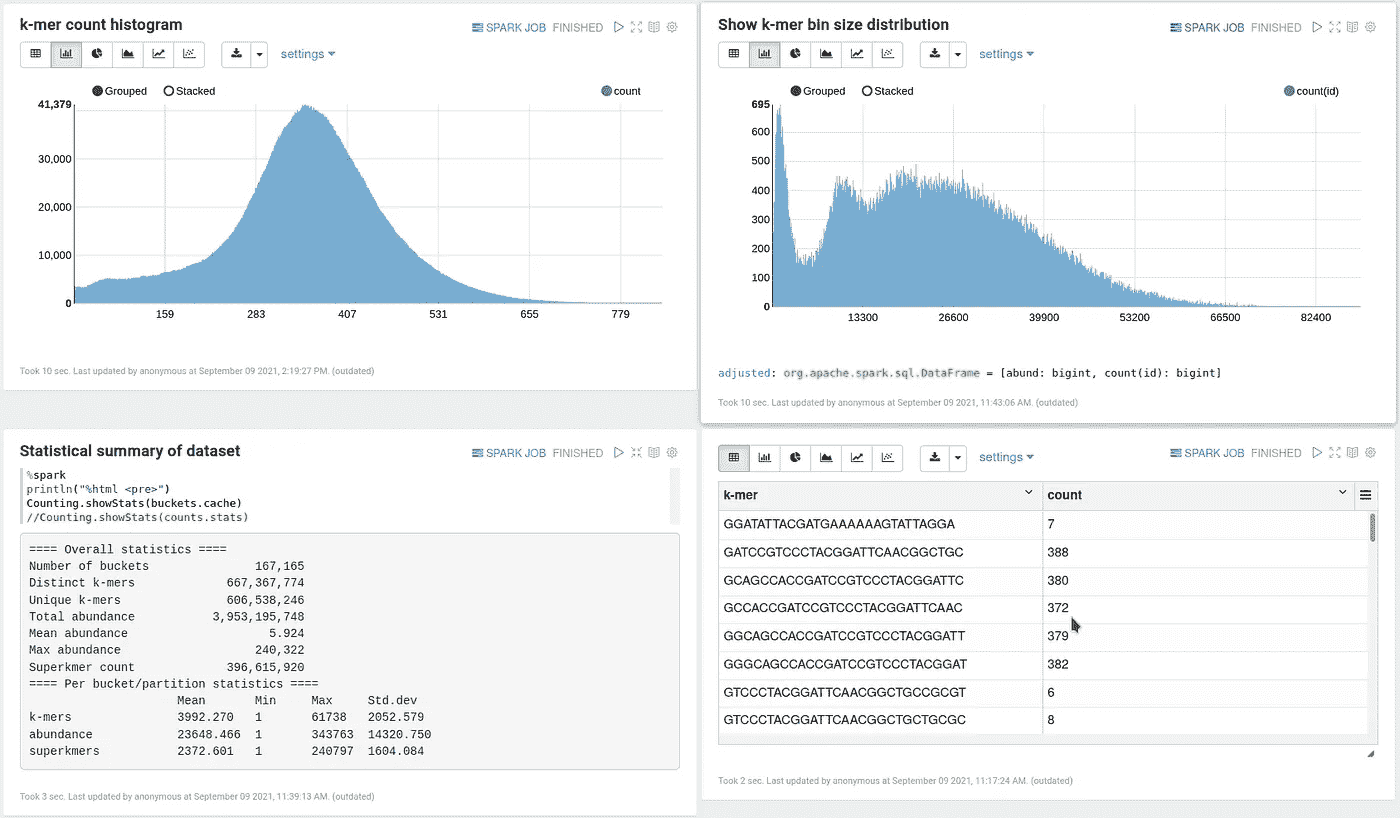 k-mer count histogram
SPARK JOB FINISHED
settings
Grouped Stacked count
41,379
30,000
20,000
10,000
0
159 283 407 531 655 779
Took 10 sec. Last updated by anonymous at September 09 2021, 2:19:27 PM. (outdated)
Show k-mer bin size distribution
SPARK JOB FINISHED
settings
Grouped Stacked count(id)
695
600
500
400
300
200
100
0
13300 26600 39900 53200 66500 82400
adjusted: org.apache.spark.sql.DataFrame = [abund: bigint, count(id): bigint]
Took 10 sec. Last updated by anonymous at September 09 2021, 11:43:06 AM. (outdated)
Statistical summary of dataset
SPARK JOB FINISHED
%spark
println("%html <pre>")
Counting.showStats(buckets.cache)
//Counting.showStats(counts.stats)
==== Overall statistics ====
Number of buckets 167,165
Distinct k-mers 667,367,774
Unique k-mers 606,538,246
Total abundance 3,953,195,748
Mean abundance 5.924
Max abundance 240,322
Superkmer count 396,615,920
==== Per bucket/partition statistics ====
Mean Min Max Std.dev
k-mers 3992.270 1 61738 2052.579
abundance 23648.466 1 343763 14320.750
superkmers 2372.601 1 240797 1604.084
Took 3 sec. Last updated by anonymous at September 09 2021, 11:39:13 AM. (outdated)
SPARK JOB FINISHED
settings
k-mer count
GGATATTACGATGAAAAAAGTATTAGGA 7
GATCCGTCCCTACGGATTCAACGGCTGC 388
GCAGCCACCGATCCGTCCCTACGGATTC 380
GCCACCGATCCGTCCCTACGGATTCAAC 372
GGCAGCCACCGATCCGTCCCTACGGATT 379
GGGCAGCCACCGATCCGTCCCTACGGAT 382
GTCCCTACGGATTCAACGGCTGCCGCGT 6
GTCCCTACGGATTCAACGGCTGCTGCGC 8
Took 2 sec. Last updated by anonymous at September 09 2021, 11:17:24 AM. (outdated)